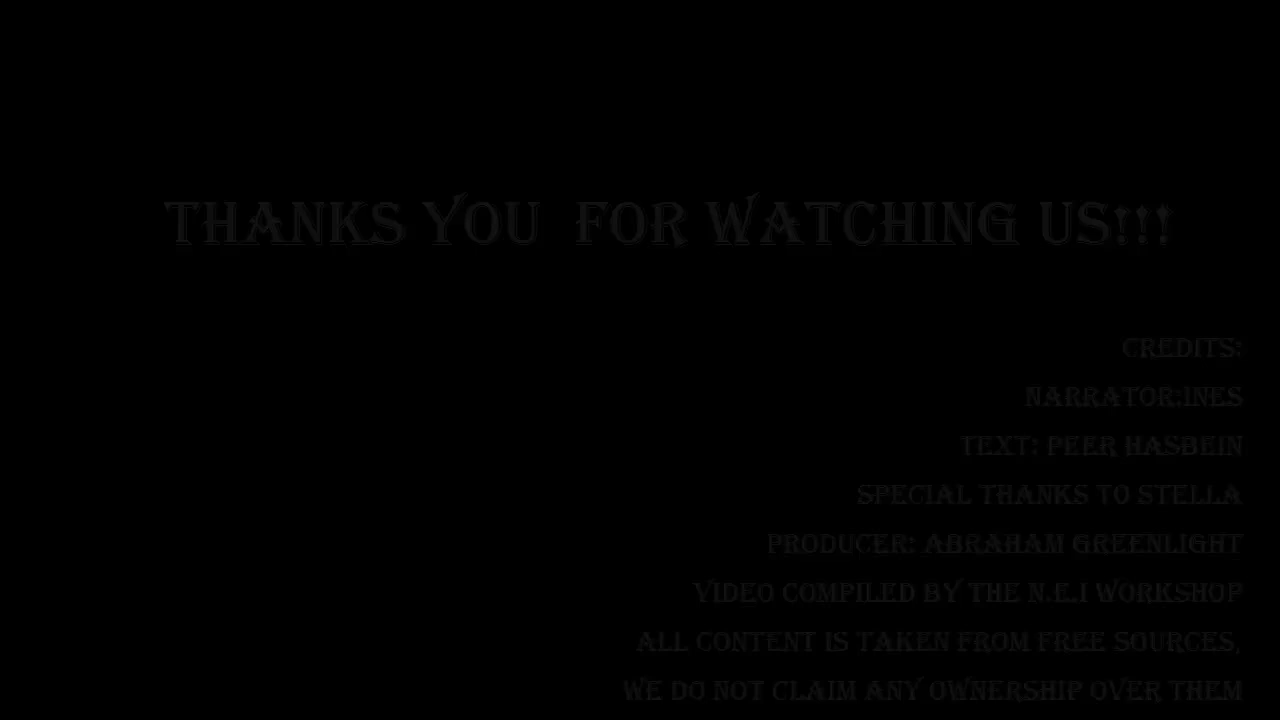 THANKS YOU  FOR WATCHING US!!!
CREDITS:
NARRATOR:INES
TEXT: PEER HASBEIN
SPECIAL THANKS TO STELLA
PRODUCER: ABRAHAM GREENLIGHT
VIDEO COMPILED BY THE N.E.I WORKSHOP
ALL CONTENT IS TAKEN FROM FREE SOURCES,
WE DO NOT CLAIM ANY OWNERSHIP OVER THEM